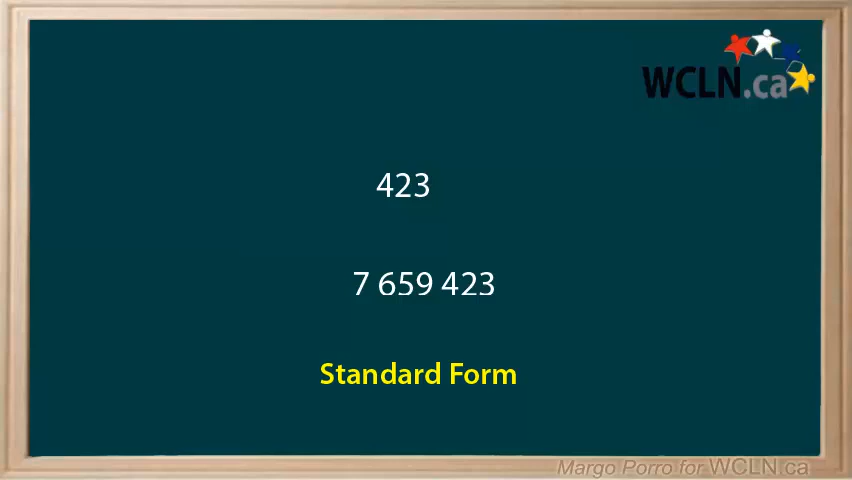 WCLN.ca
423
7 659 423
Standard Form
Margo Porro for WCLN.ca